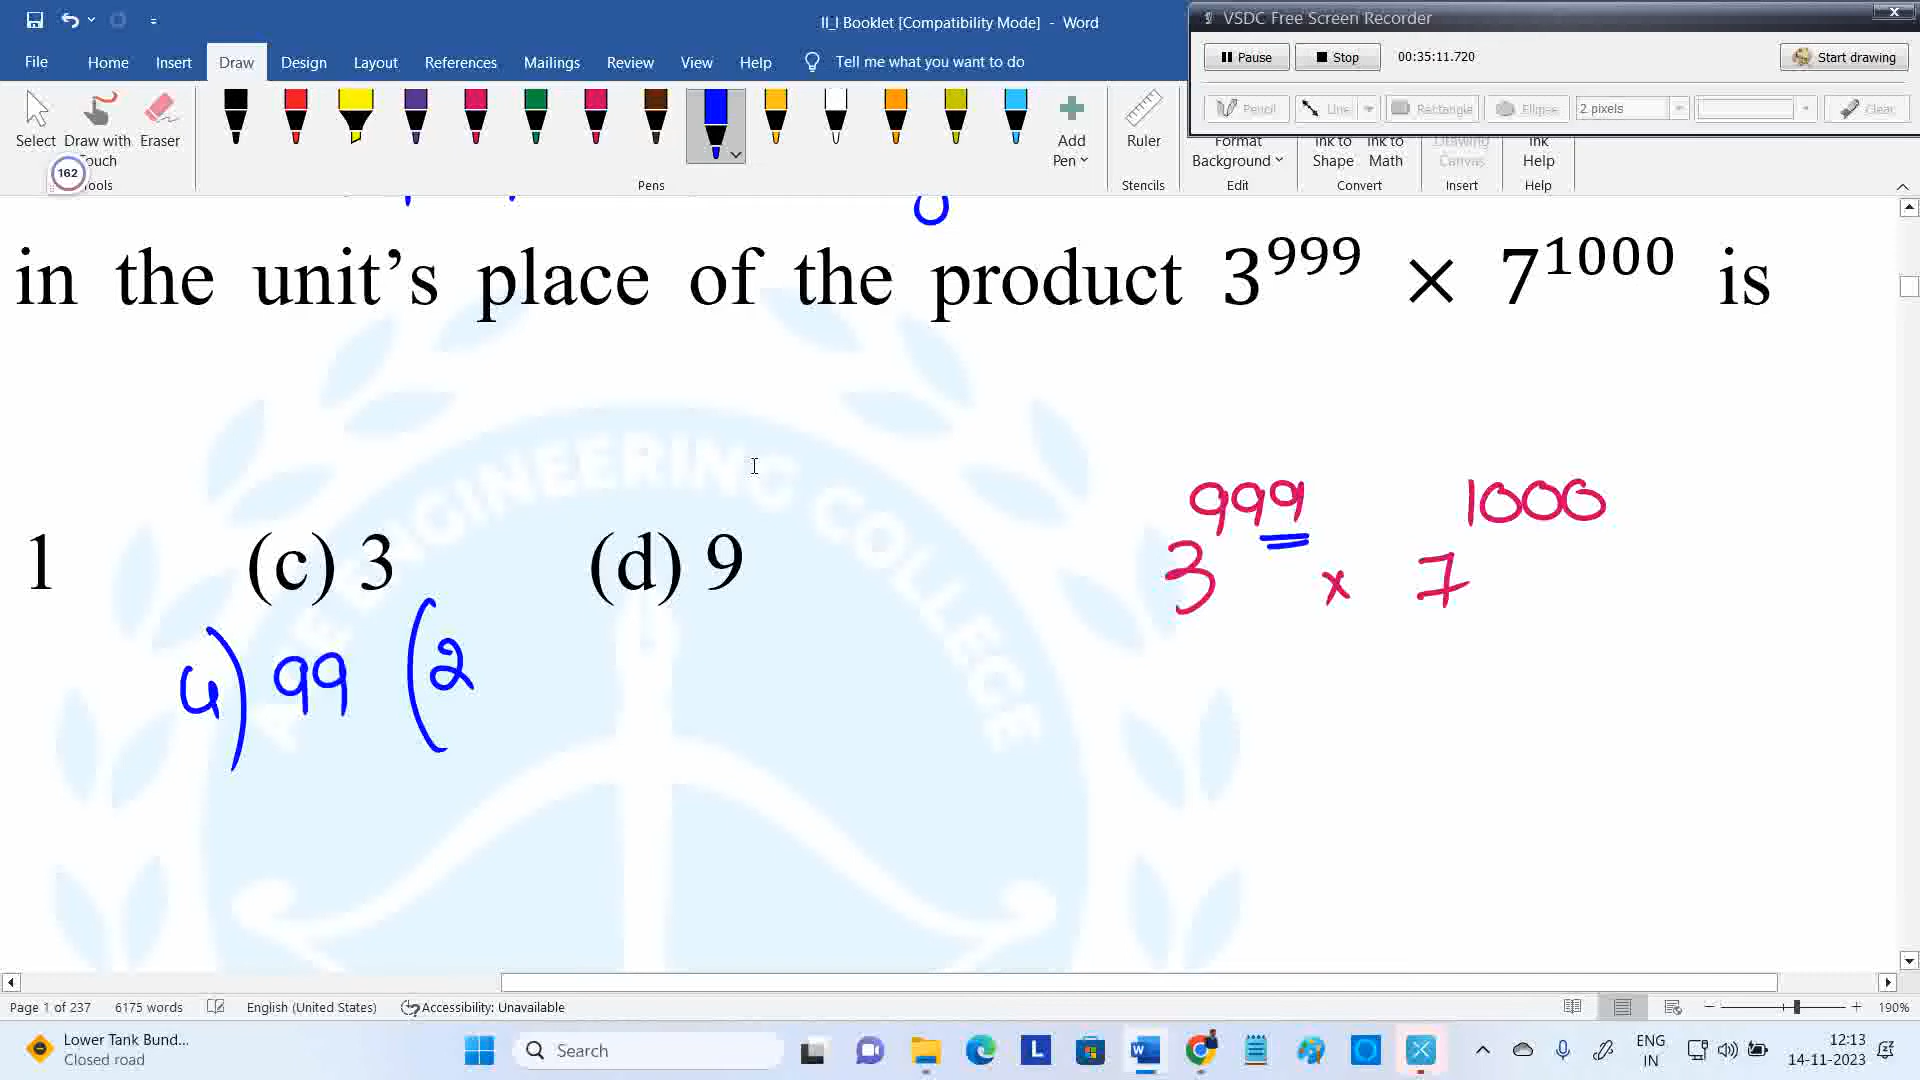 II_I Booklet [Compatibility Mode] - Word
VSDC Free Screen Recorder
Pause
Stop
00:35:11.720
Start drawing
File
Home
Insert
Draw
Design
Layout
References
Mailings
Review
View
Help
Tell me what you want to do
Pencil
Line
Rectangle
Ellipse
2 pixels
Clear
Select
Draw with
Touch
Eraser
162
Tools
Pens
Add
Pen
Ruler
Stencils
Format
Background
Edit
Ink to
Shape
Ink to
Math
Convert
Drawing
Canvas
Insert
Ink
Help
Help
in the unit's place of the product 3^999 × 7^1000 is
1 (c) 3 (d) 9
3^999 x 7^1000
4) 99 (2
ENGINEERING COLLEGE
Page 1 of 237
6175 words
English (United States)
Accessibility: Unavailable
190%
Lower Tank Bund...
Closed road
Search
ENG
IN
12:13
14-11-2023